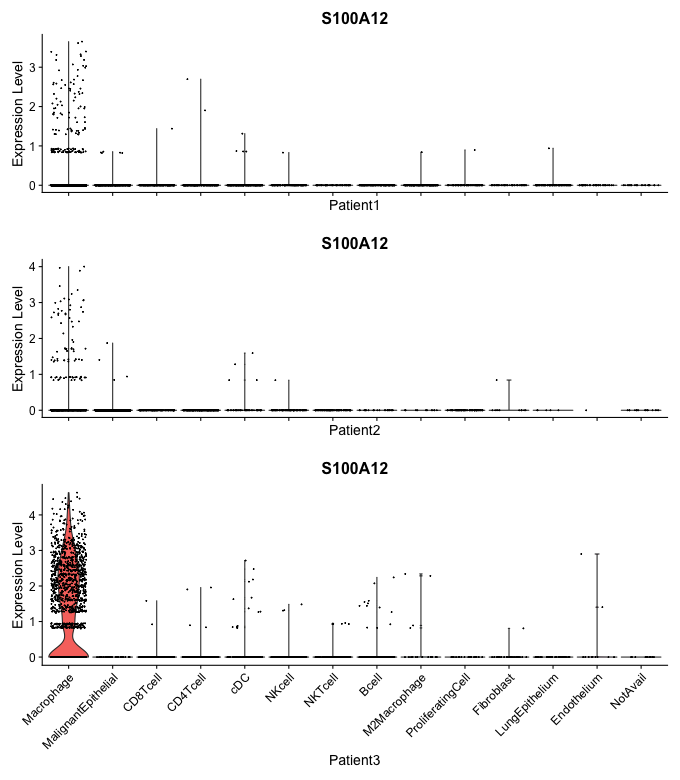 S100A12
Expression Level
3
2
1
0
Patient1
S100A12
Expression Level
4
3
2
1
0
Patient2
S100A12
Expression Level
4
3
2
1
0
Macrophage
MalignantEpithelial
CD8Tcell
CD4Tcell
cDC
NKcell
NKTcell
Bcell
M2Macrophage
ProliferatingCell
Fibroblast
LungEpithelium
Endothelium
NotAvail
Patient3